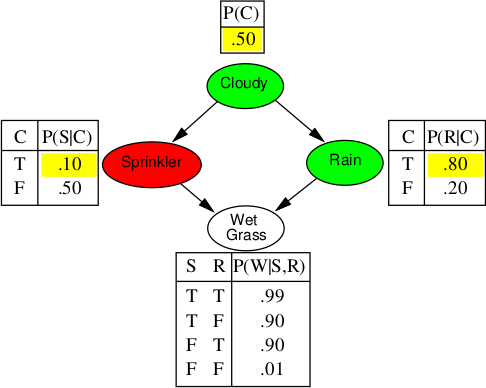 P(C)
.50
Cloudy
C P(S|C)
T .10
F .50
Sprinkler
Rain
C P(R|C)
T .80
F .20
Wet
Grass
S R P(W|S,R)
T T .99
T F .90
F T .90
F F .01